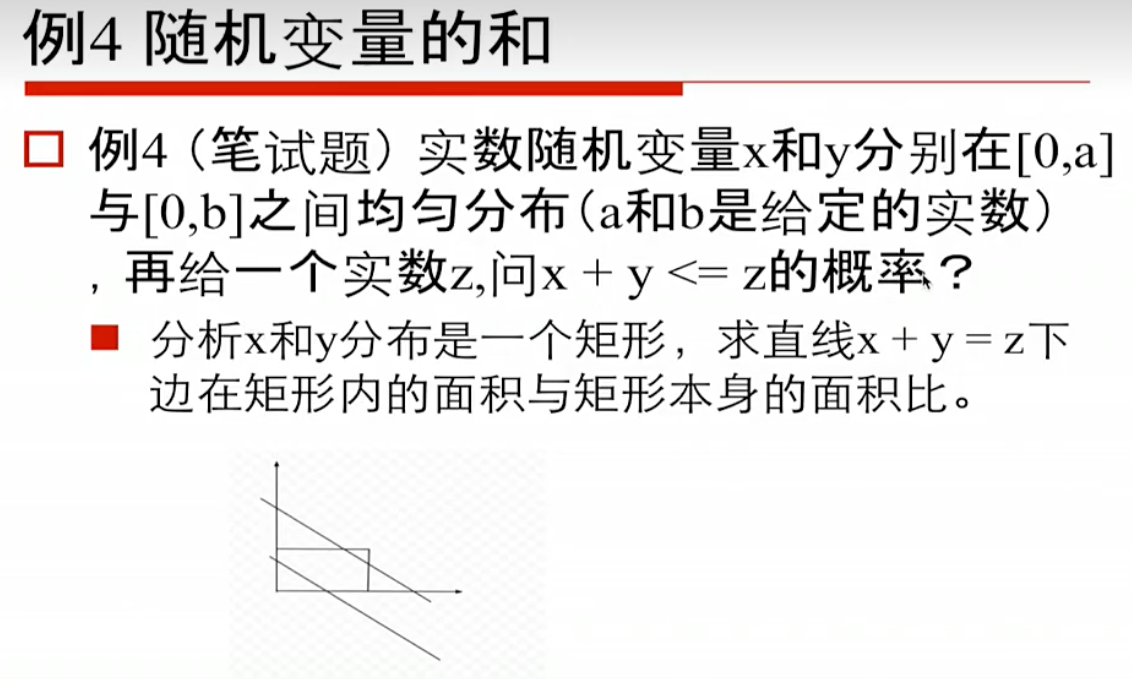 例4 随机变量的和
例4（笔试题）实数随机变量x和y分别在[0,a]
与[0,b]之间均匀分布（a和b是给定的实数）
，再给一个实数z,问x + y <= z的概率？
分析x和y分布是一个矩形，求直线x + y = z下
边在矩形内的面积与矩形本身的面积比。